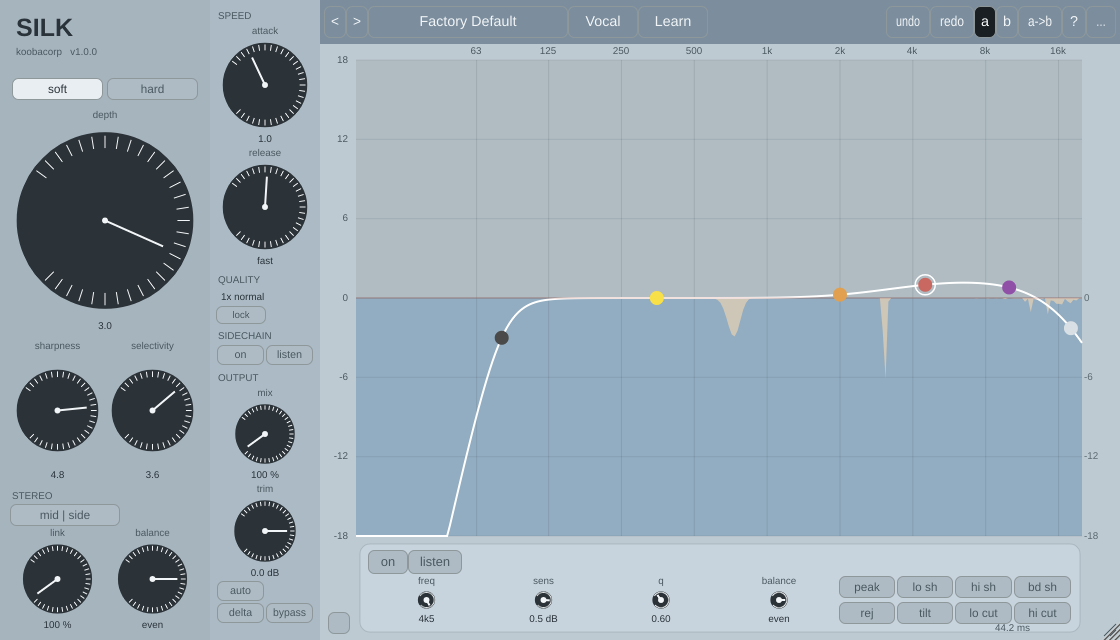 SILK
koobacorp v1.0.0
soft hard
depth
3.0
sharpness selectivity
4.8 3.6
STEREO
mid | side
link balance
100 % even
SPEED
attack
1.0
release
fast
QUALITY
1x normal
lock
SIDECHAIN
on listen
OUTPUT
mix
100 %
trim
0.0 dB
auto
delta bypass
< > Factory Default Vocal Learn undo redo a b a->b ? ...
63 125 250 500 1k 2k 4k 8k 16k
18
12
6
0 0
-6 -6
-12 -12
-18 -18
on listen
freq sens q balance
4k5 0.5 dB 0.60 even
peak lo sh hi sh bd sh
rej tilt lo cut hi cut
44.2 ms